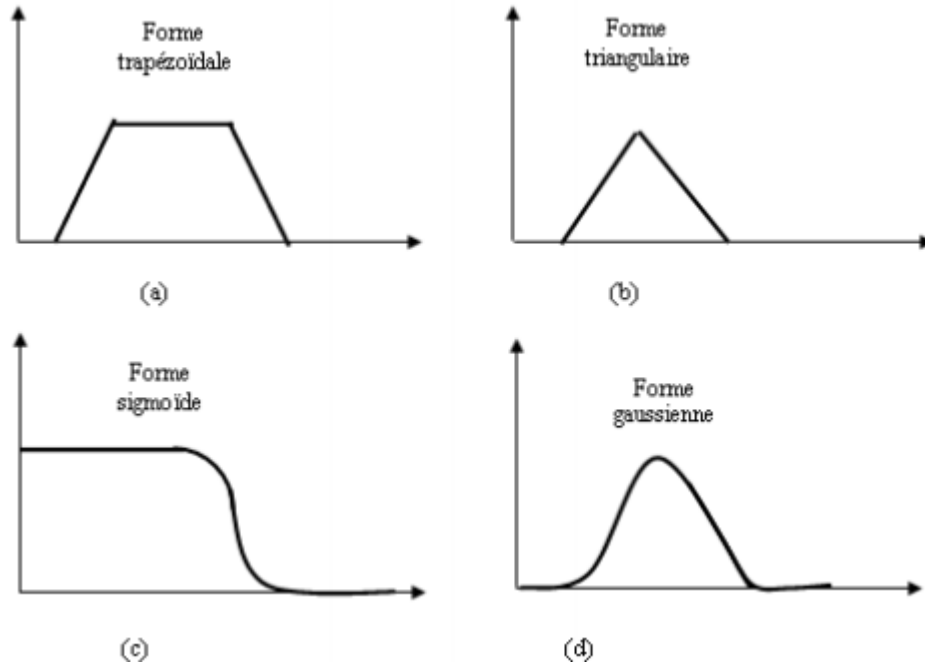 Forme
trapézoïdale
(a)
Forme
triangulaire
(b)
Forme
sigmoïde
(c)
Forme
gaussienne
(d)